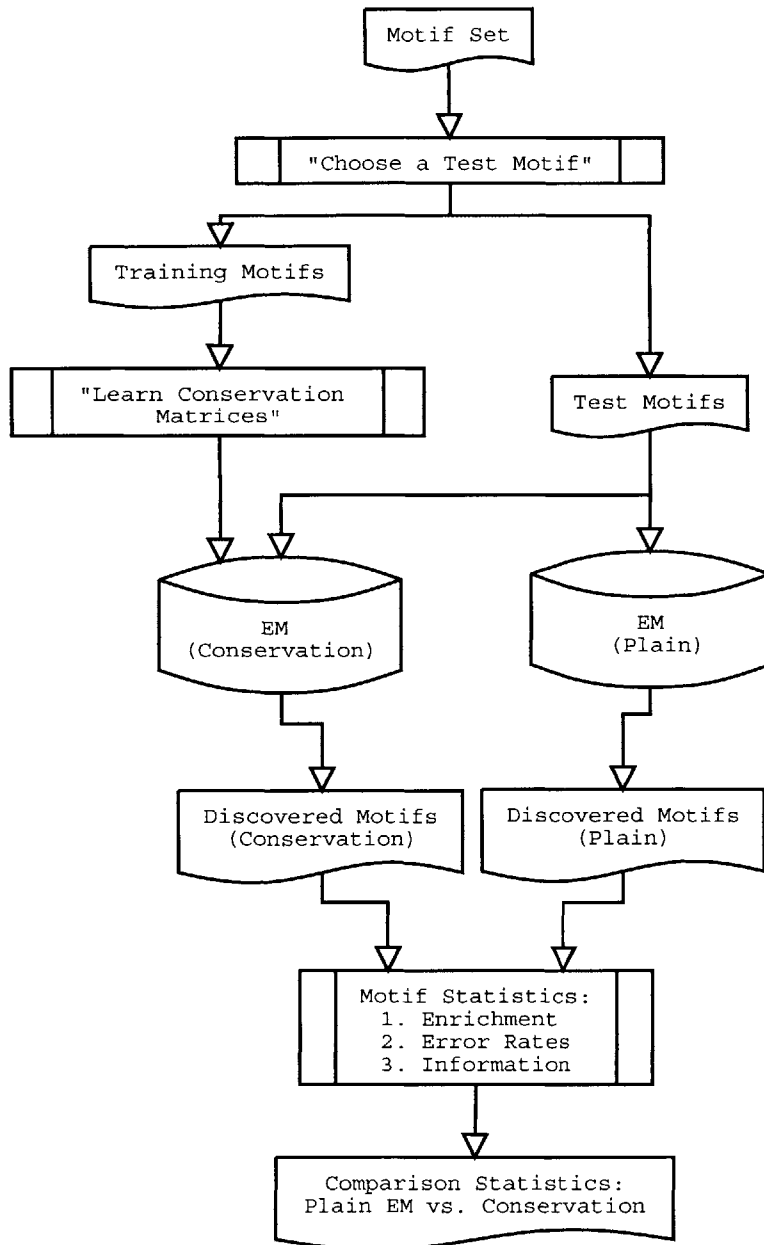 Motif Set
"Choose a Test Motif"
Training Motifs
"Learn Conservation
Matrices"
Test Motifs
EM
(Conservation)
EM
(Plain)
Discovered Motifs
(Conservation)
Discovered Motifs
(Plain)
Motif Statistics:
1. Enrichment
2. Error Rates
3. Information
Comparison Statistics:
Plain EM vs. Conservation